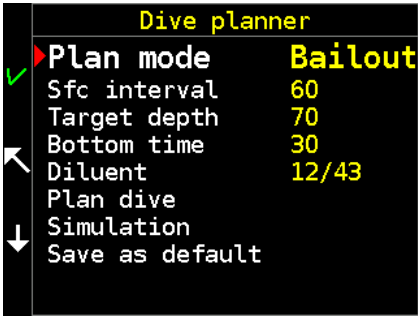 Dive planner
Plan mode Bailout
Sfc interval 60
Target depth 70
Bottom time 30
Diluent 12/43
Plan dive
Simulation
Save as default